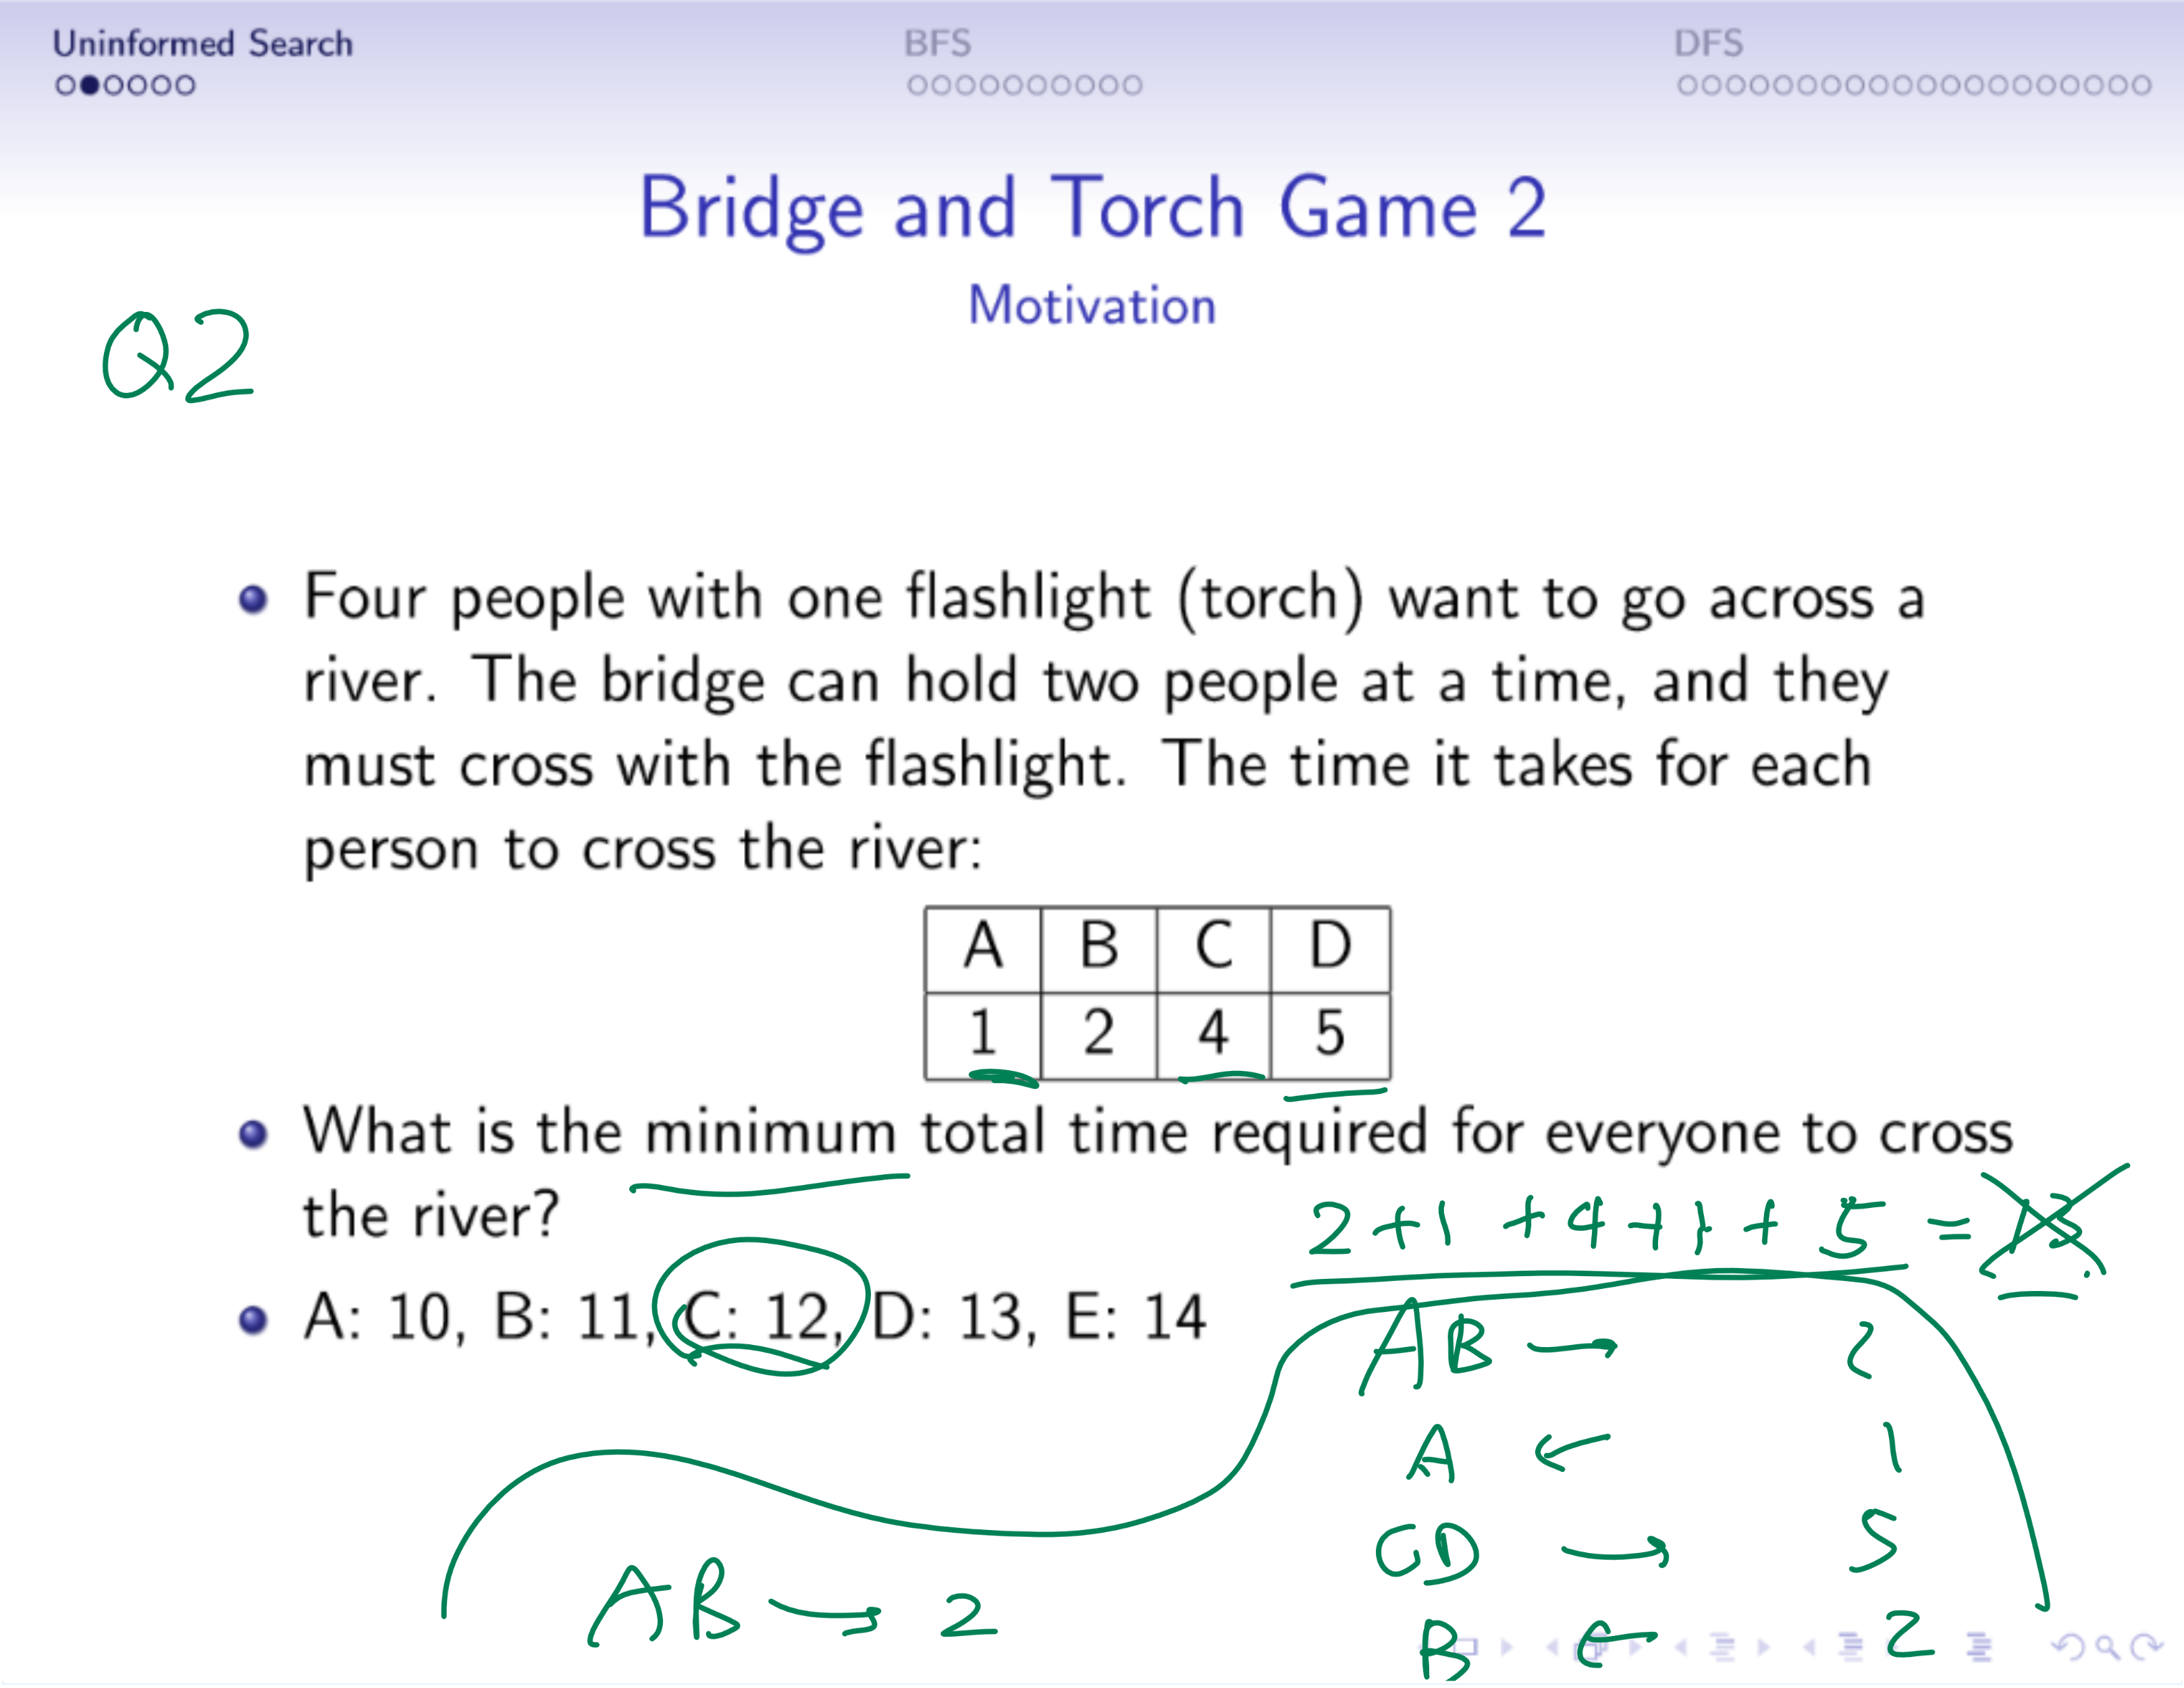 Uninformed Search BFS DFS
Bridge and Torch Game 2
Motivation
Q2
Four people with one flashlight (torch) want to go across a
river. The bridge can hold two people at a time, and they
must cross with the flashlight. The time it takes for each
person to cross the river:
A B C D
1 2 4 5
What is the minimum total time required for everyone to cross
the river?
2+1+4+1+5=13
A: 10, B: 11, C: 12, D: 13, E: 14
AB → 2
A ← 1
CD → 5
B ← 2
AB → 2